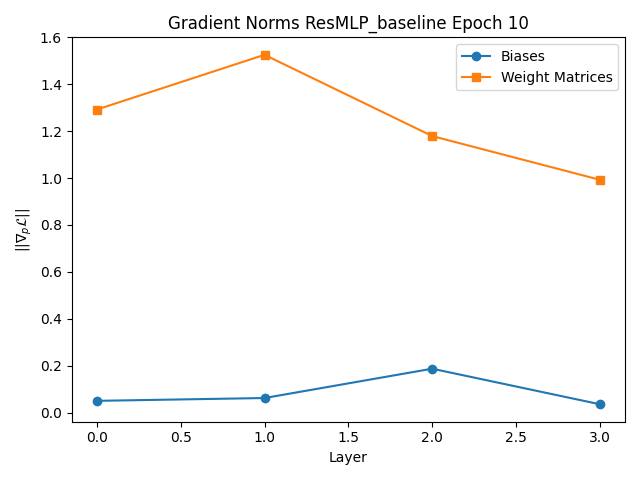 Gradient Norms ResMLP_baseline Epoch 10
Biases
Weight Matrices
||∇pℒ||
1.6
1.4
1.2
1.0
0.8
0.6
0.4
0.2
0.0
0.0 0.5 1.0 1.5 2.0 2.5 3.0
Layer